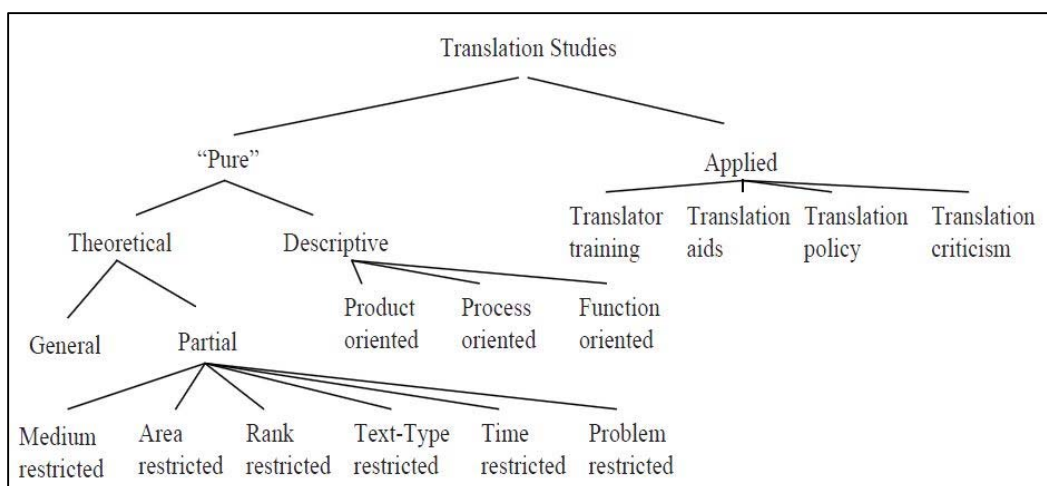 Translation Studies
“Pure”
Applied
Translator training
Translation aids
Translation policy
Translation criticism
Theoretical
Descriptive
Product oriented
Process oriented
Function oriented
General
Partial
Medium restricted
Area restricted
Rank restricted
Text-Type restricted
Time restricted
Problem restricted